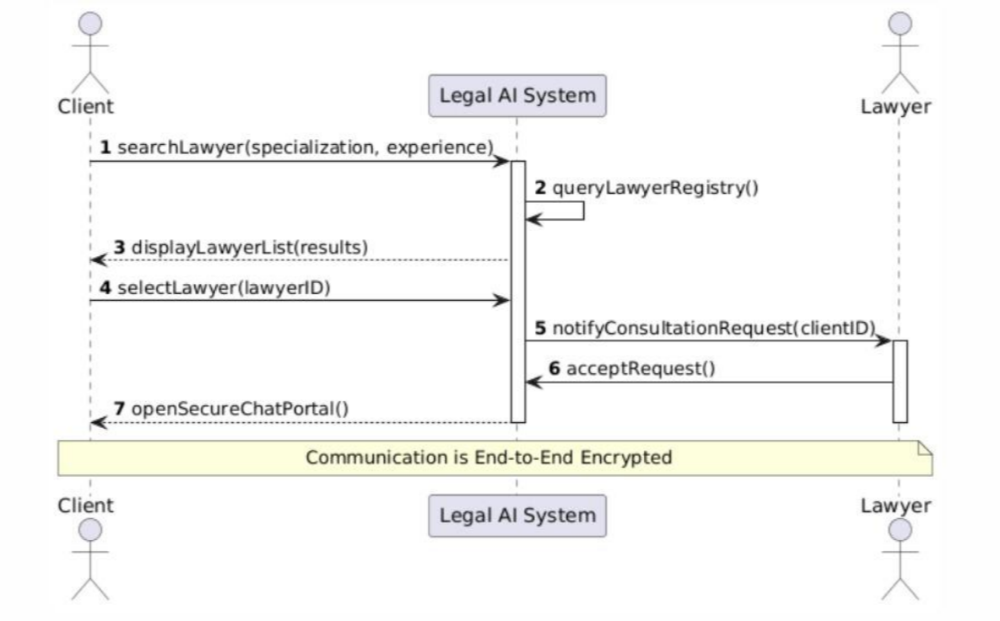 Client
Legal AI System
Lawyer
1 searchLawyer(specialization, experience)
2 queryLawyerRegistry()
3 displayLawyerList(results)
4 selectLawyer(lawyerID)
5 notifyConsultationRequest(clientID)
6 acceptRequest()
7 openSecureChatPortal()
Communication is End-to-End Encrypted
Client
Legal AI System
Lawyer